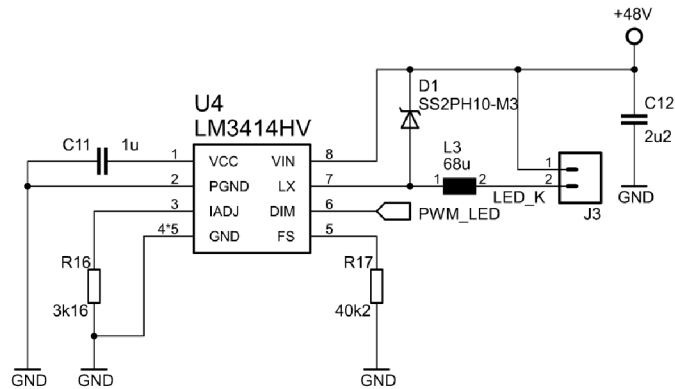 +48V
D1
SS2PH10-M3
U4
LM3414HV
C12
2u2
C11 1u
L3
68u
1 VCC VIN 8
2 PGND LX 7
3 IADJ DIM 6
4*5 GND FS 5
1 2
1
2
LED_K
J3
GND
PWM_LED
R16
3k16
R17
40k2
GND
GND
GND